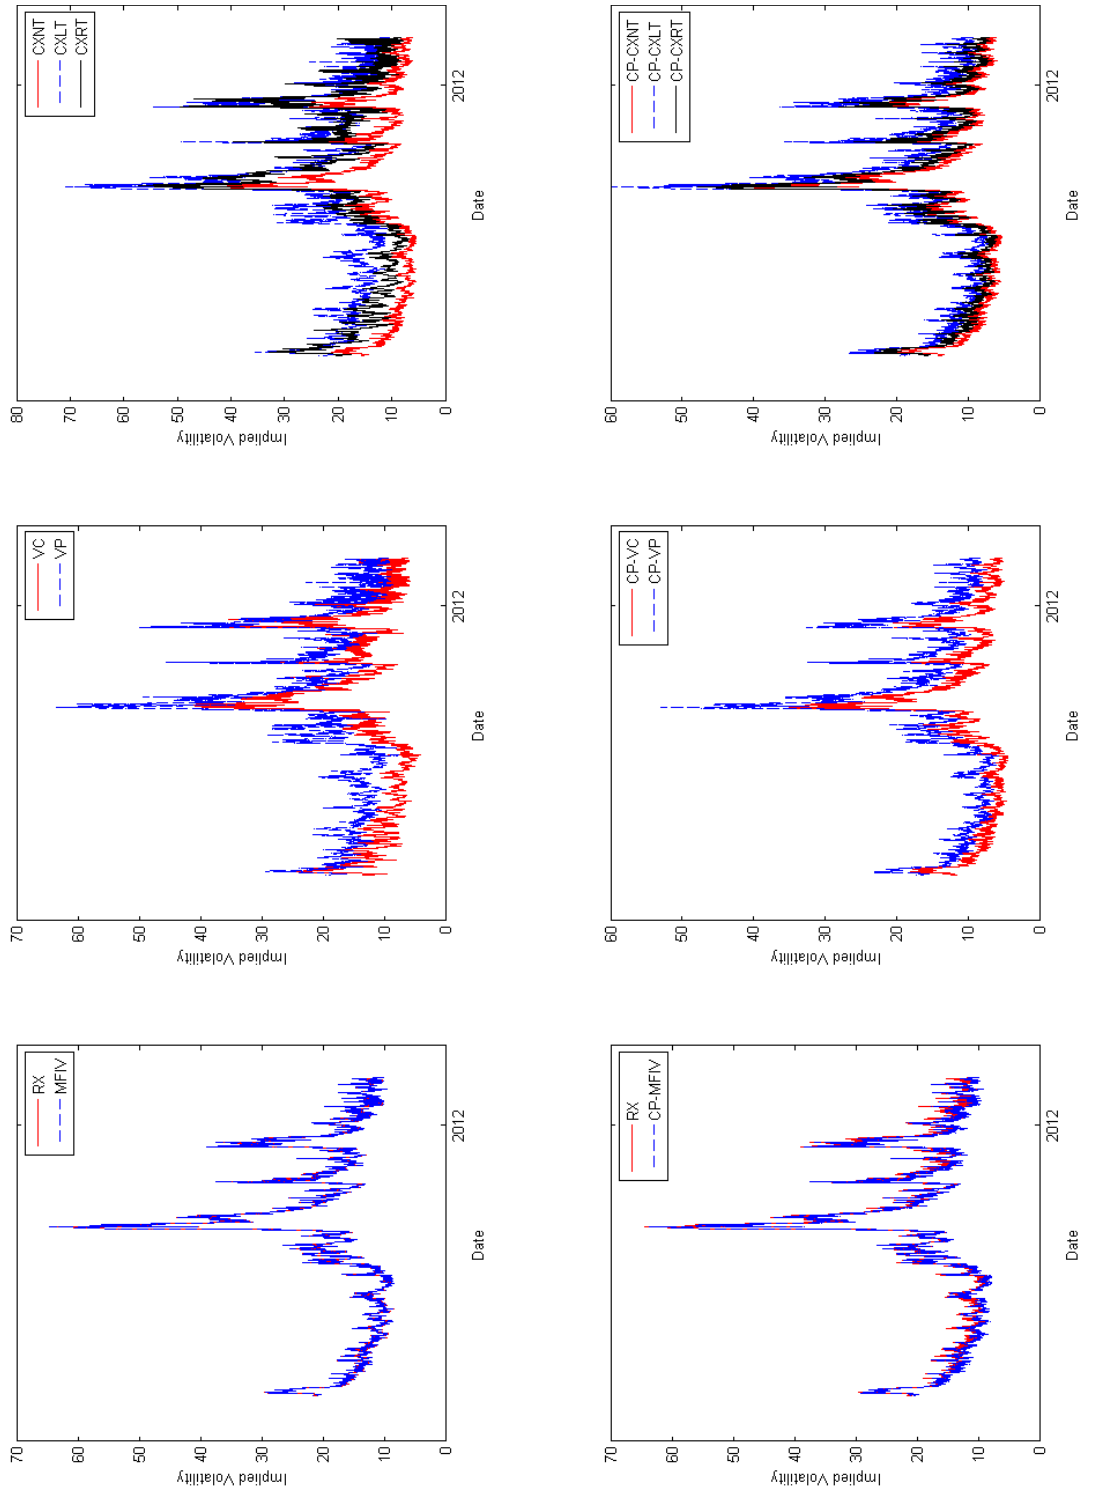 Implied Volatility
70
60
50
40
30
20
10
0
RX
MFIV
2012
Date
Implied Volatility
70
60
50
40
30
20
10
0
VC
VP
2012
Date
Implied Volatility
80
70
60
50
40
30
20
10
0
CXNT
CXLT
CXRT
2012
Date
Implied Volatility
70
60
50
40
30
20
10
0
RX
CP-MFIV
2012
Date
Implied Volatility
60
50
40
30
20
10
0
CP-VC
CP-VP
2012
Date
Implied Volatility
60
50
40
30
20
10
0
CP-CXNT
CP-CXLT
CP-CXRT
2012
Date